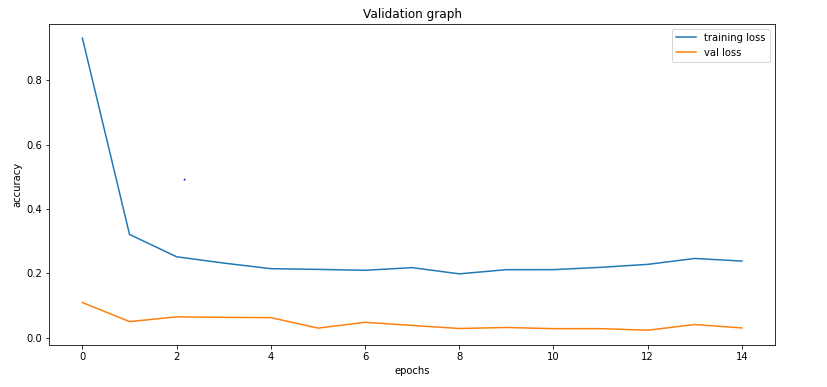 Validation graph
training loss
val loss
0.8
0.6
0.4
0.2
0.0
accuracy
0 2 4 6 8 10 12 14
epochs